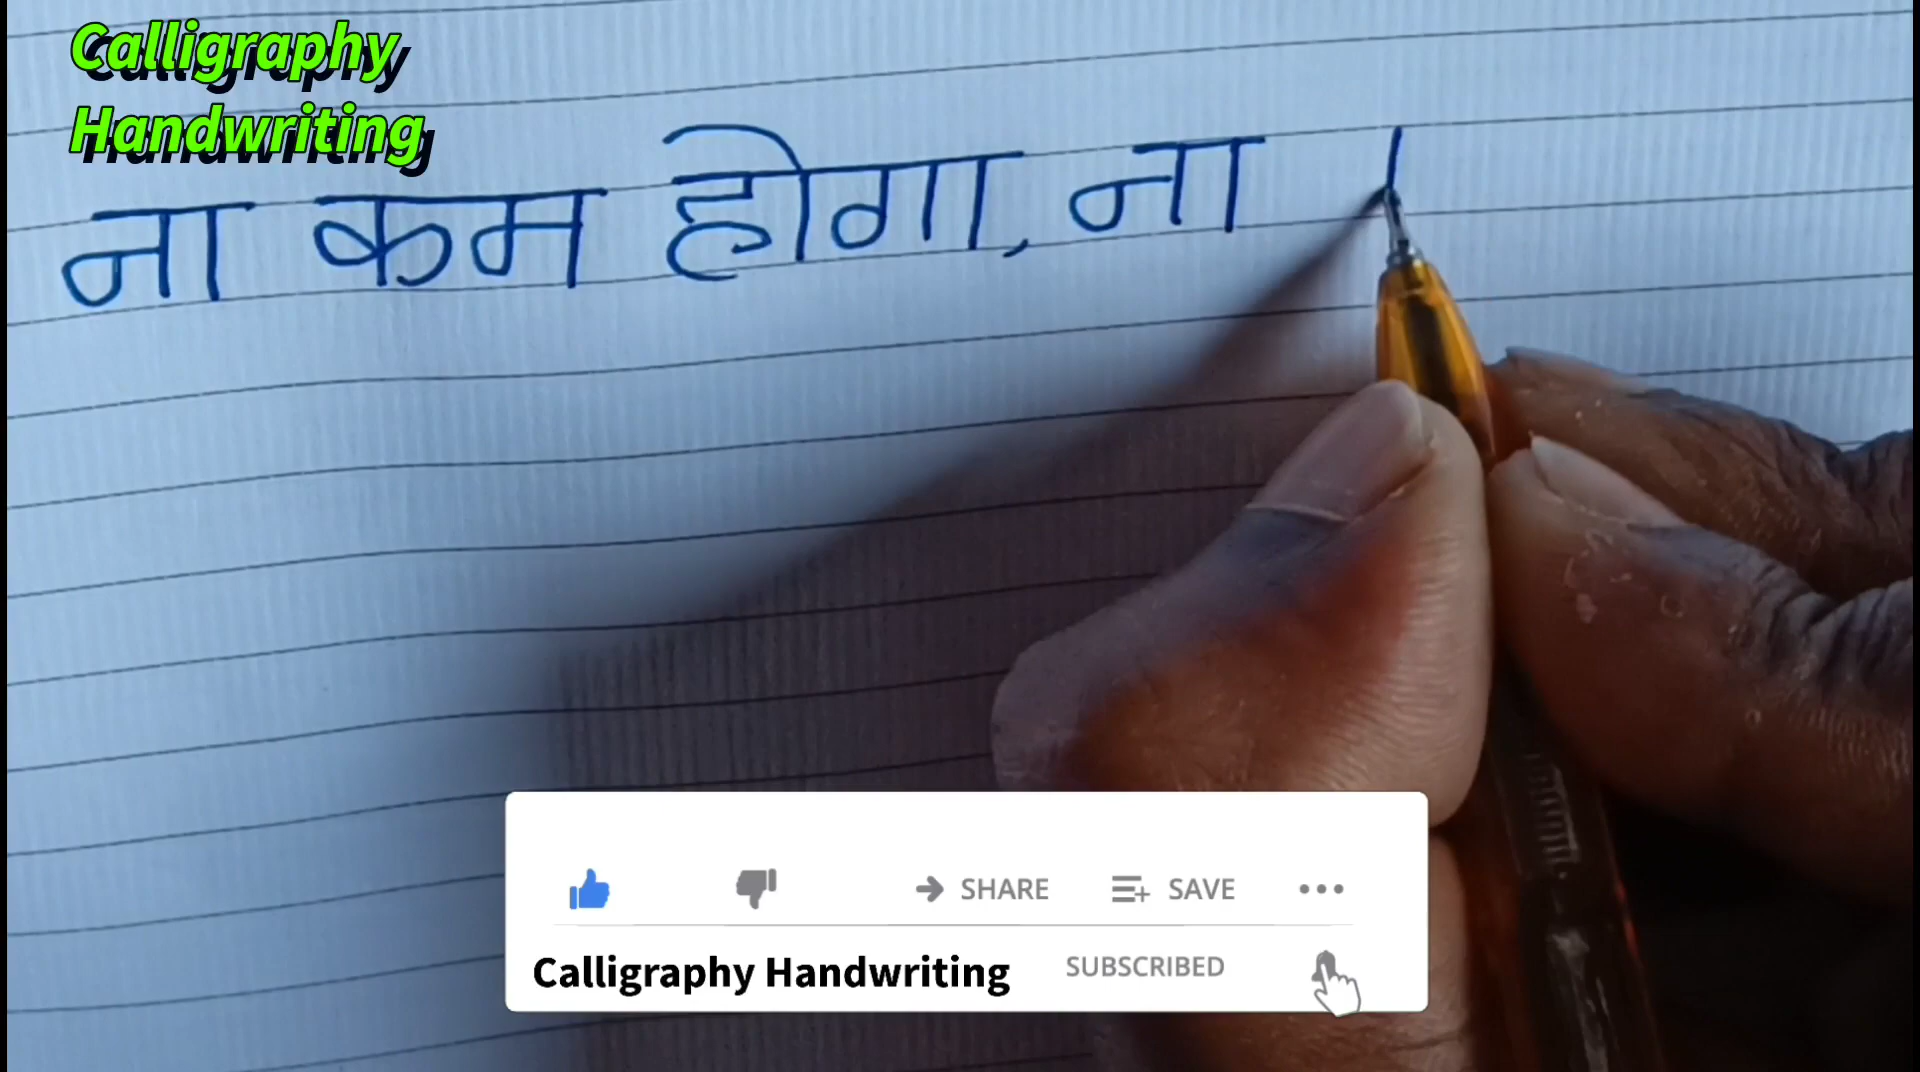 Calligraphy
Handwriting
ना कम होगा, ना
SHARE SAVE
Calligraphy Handwriting SUBSCRIBED